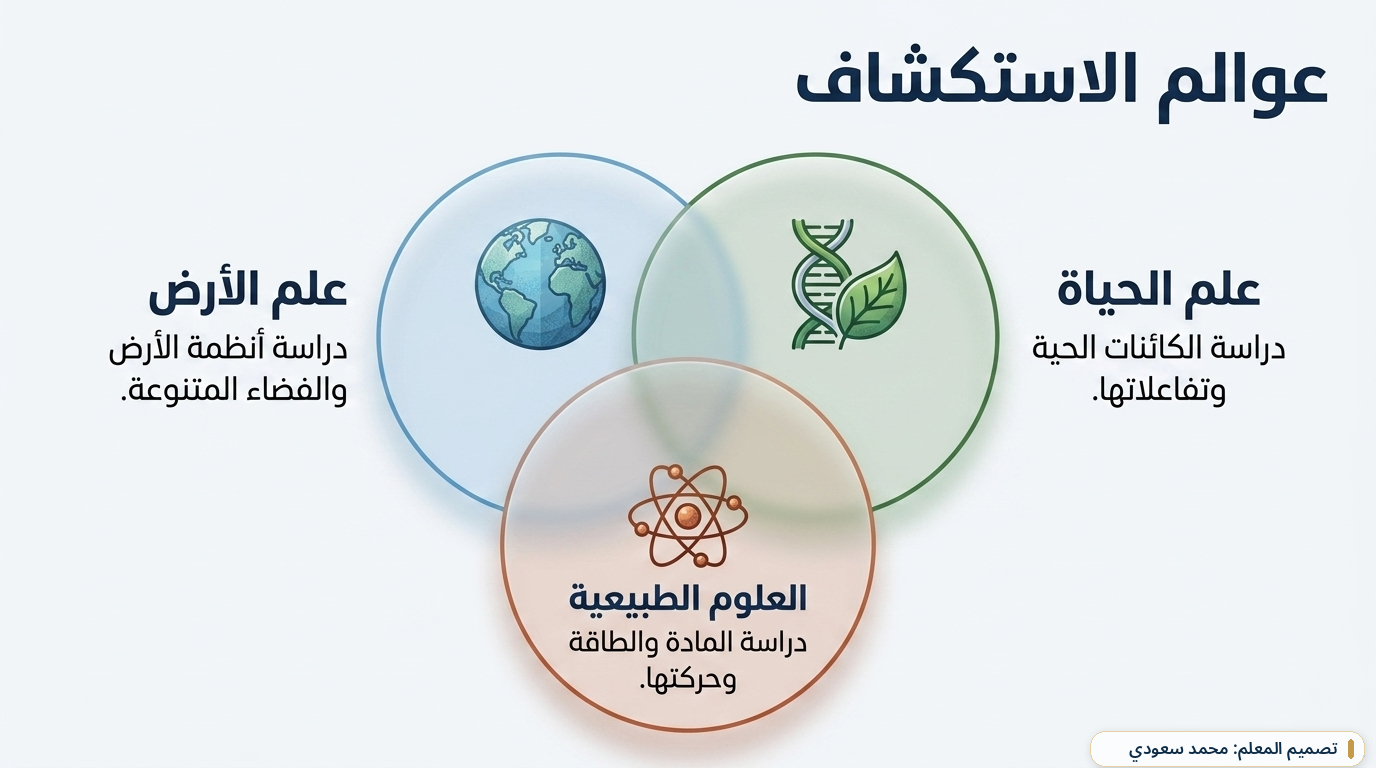 عوالم الاستكشاف
علم الحياة
دراسة الكائنات الحية
وتفاعلاتها.
علم الأرض
دراسة أنظمة الأرض
والفضاء المتنوعة.
العلوم الطبيعية
دراسة المادة والطاقة
وحركتها.
تصميم المعلم: محمد سعودي